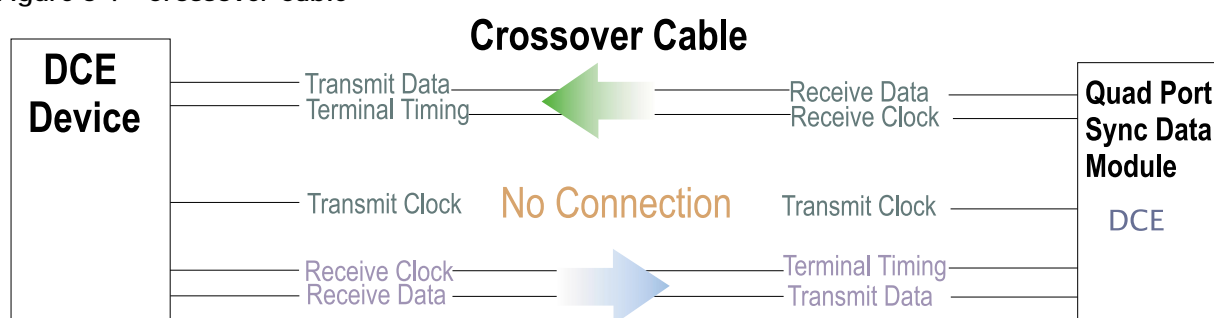 Crossover Cable
DCE
Device
Transmit Data
Terminal Timing
Receive Data
Receive Clock
Quad Port
Sync Data
Module
Transmit Clock
No Connection
Transmit Clock
DCE
Receive Clock
Receive Data
Terminal Timing
Transmit Data